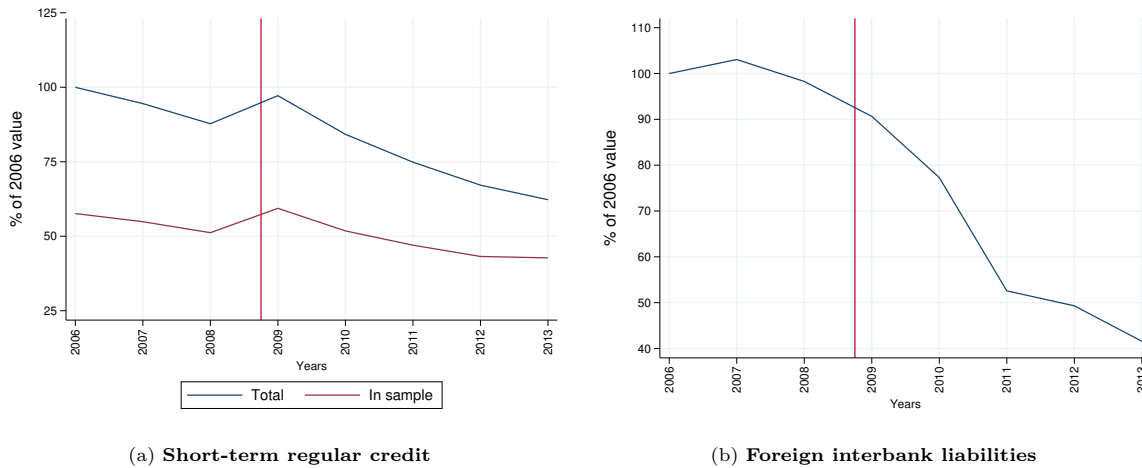 125
100
75
50
25
% of 2006 value
2006 2007 2008 2009 2010 2011 2012 2013
Years
Total In sample
(a) Short-term regular credit
110
100
90
80
70
60
50
40
% of 2006 value
2006 2007 2008 2009 2010 2011 2012 2013
Years
(b) Foreign interbank liabilities